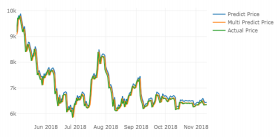 Predict Price
Multi Predict Price
Actual Price
10k
9k
8k
7k
6k
Jun 2018
Jul 2018
Aug 2018
Sep 2018
Oct 2018
Nov 2018